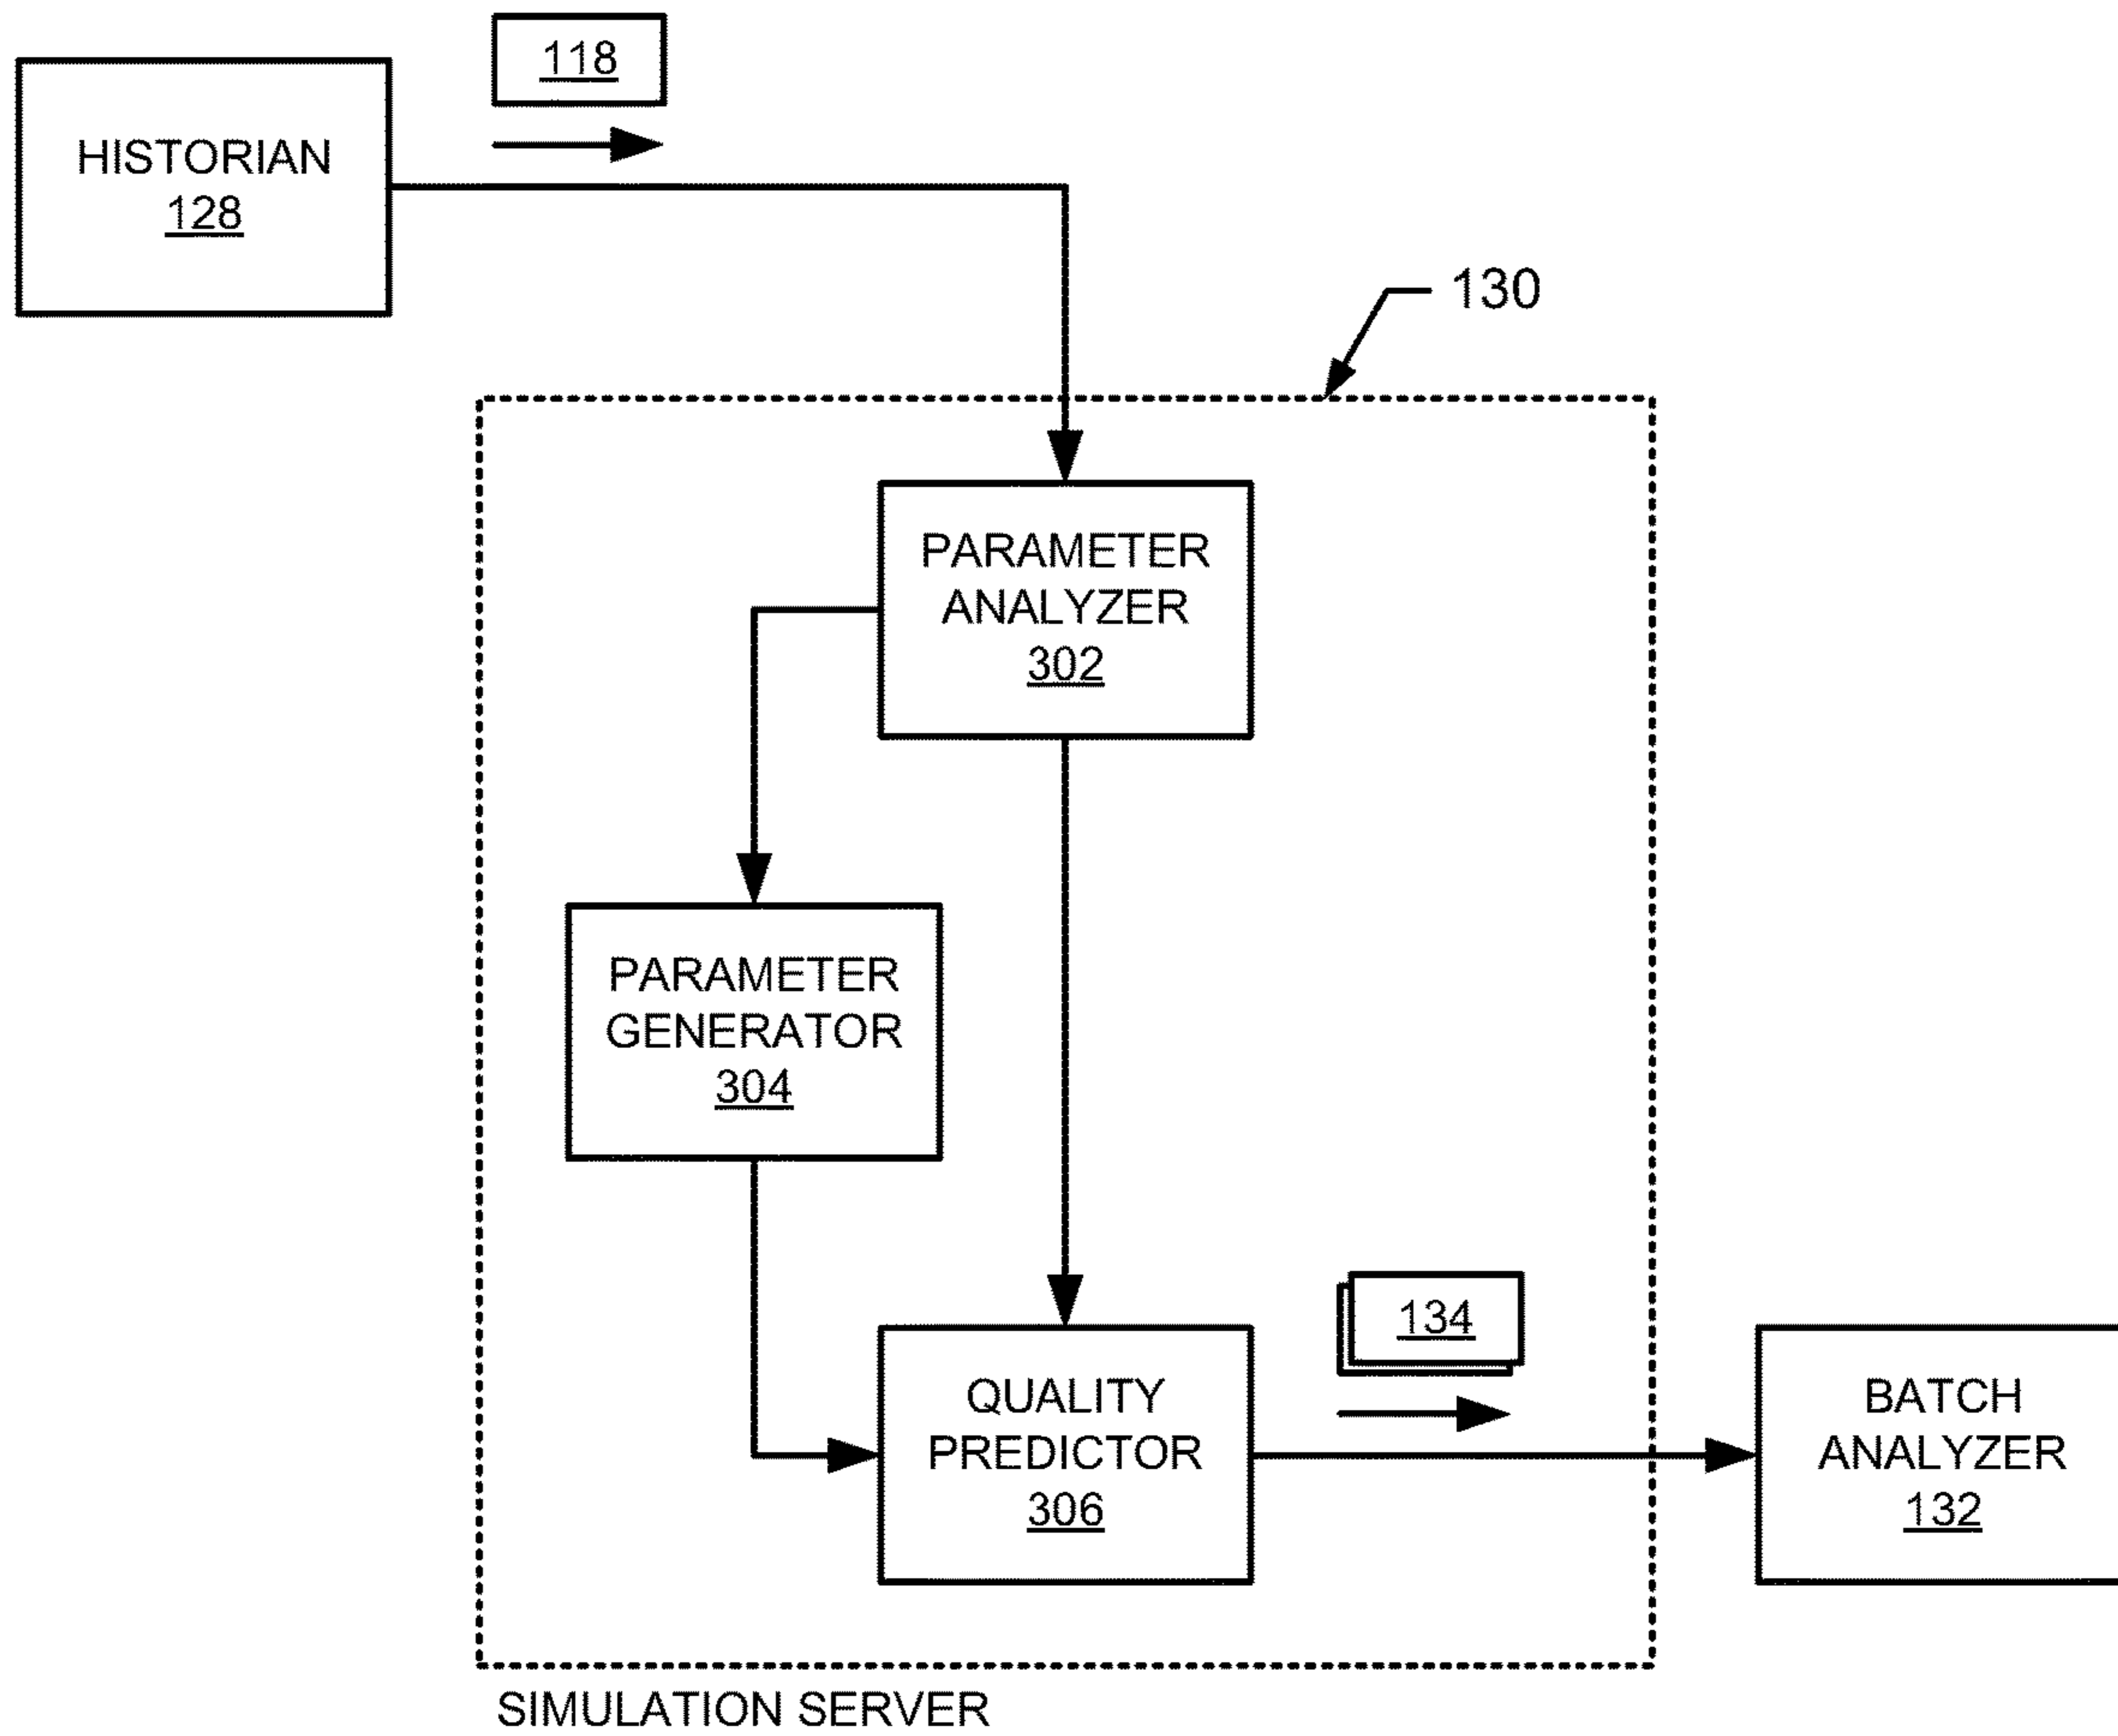 118
HISTORIAN
128
130
PARAMETER
ANALYZER
302
PARAMETER
GENERATOR
304
134
QUALITY
PREDICTOR
306
BATCH
ANALYZER
132
SIMULATION SERVER